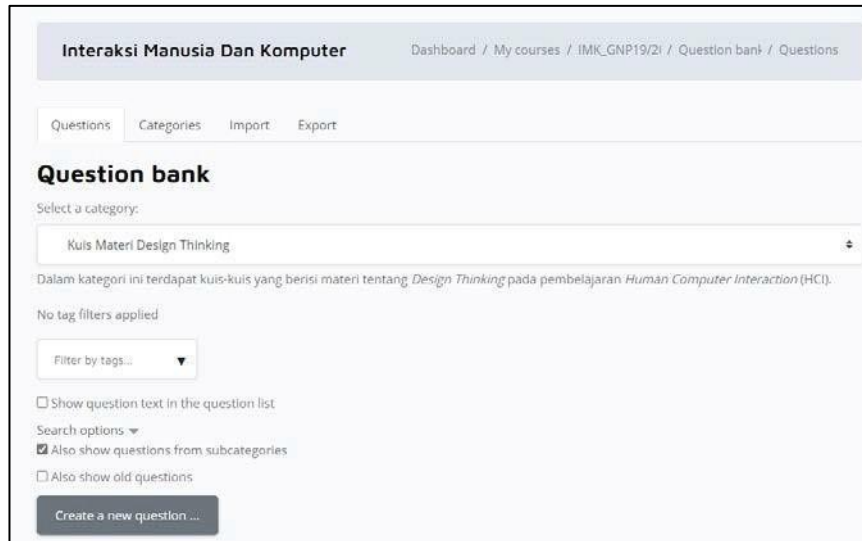 Interaksi Manusia Dan Komputer
Dashboard / My courses / IMK_GNP19/2 / Question bank / Questions
Questions Categories Import Export
Question bank
Select a category:
Kuis Materi Design Thinking
Dalam kategori ini terdapat kuis-kuis yang berisi materi tentang Design Thinking pada pembelajaran Human Computer Interaction (HCI).
No tag filters applied
Filter by tags...
Show question text in the question list
Search options
Also show questions from subcategories
Also show old questions
Create a new question ...